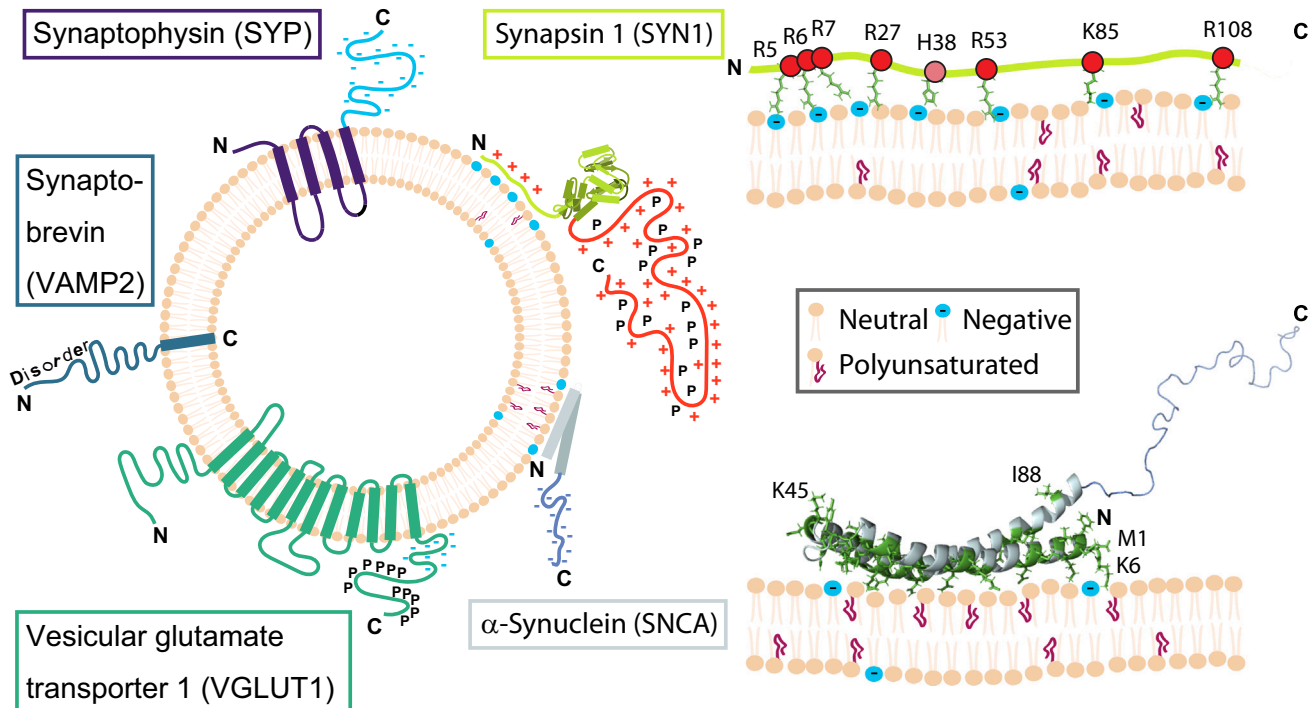 Synaptophysin (SYP)
C
N
Synapto-
brevin
(VAMP2)
Disorder
N
C
N
Vesicular glutamate
transporter 1 (VGLUT1)
P P P P P P
P P P P P P
C
Synapsin 1 (SYN1)
N
+ + + +
P P P P P P P P P P P P P P P P
C
N
C
α-Synuclein (SNCA)
R5 R6 R7 R27 H38 R53 K85 R108
N
C
Neutral - Negative
Polyunsaturated
C
K45
I88
N
M1
K6